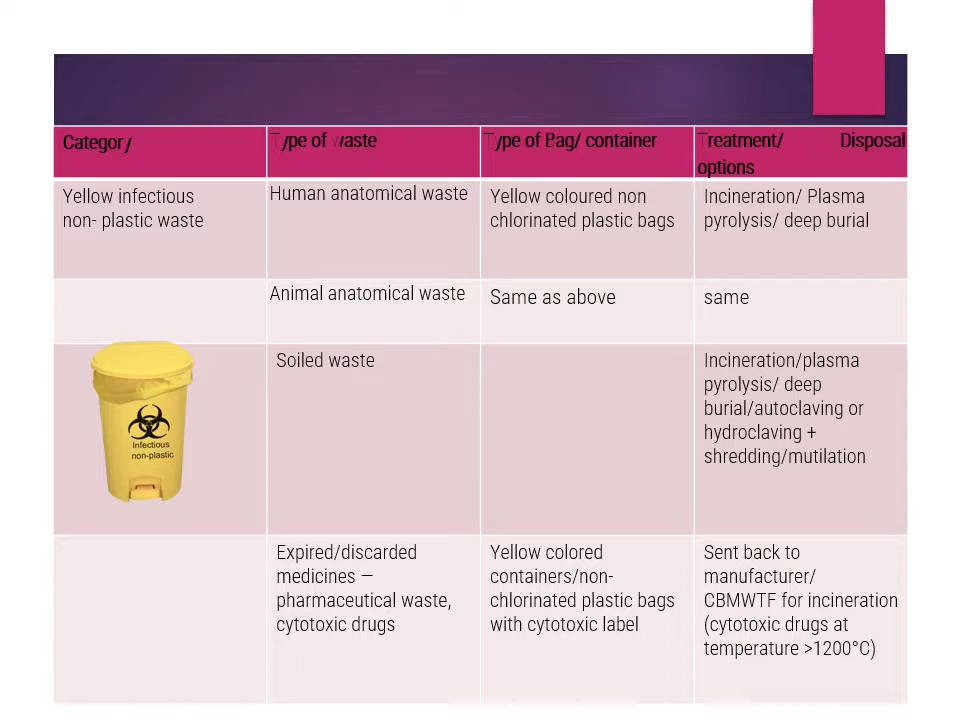 Category
Type of waste
Type of Bag/ container
Treatment/ Disposal
options
Yellow infectious
non- plastic waste
Human anatomical waste
Yellow coloured non
chlorinated plastic bags
Incineration/ Plasma
pyrolysis/ deep burial
Animal anatomical waste
Same as above
same
Infectious
non-plastic
Soiled waste
Incineration/plasma
pyrolysis/ deep
burial/autoclaving or
hydroclaving +
shredding/mutilation
Expired/discarded
medicines —
pharmaceutical waste,
cytotoxic drugs
Yellow colored
containers/non-
chlorinated plastic bags
with cytotoxic label
Sent back to
manufacturer/
CBMWTF for incineration
(cytotoxic drugs at
temperature >1200°C)